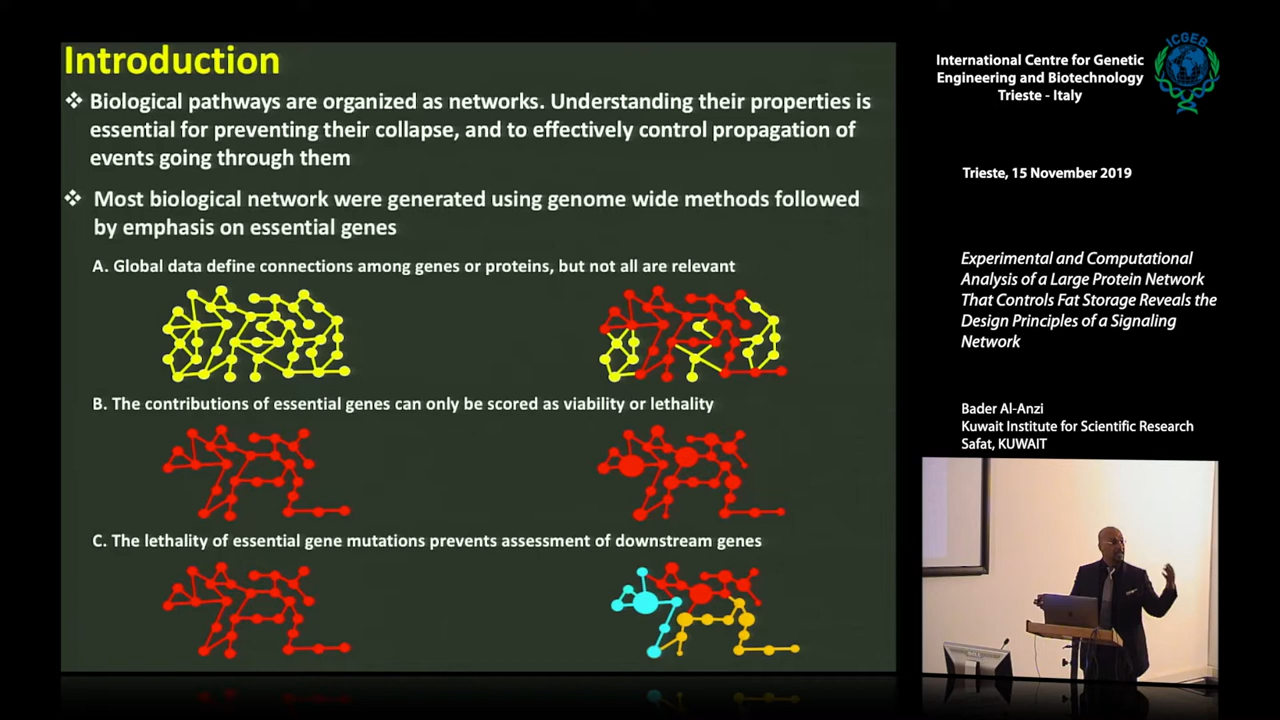 Introduction
❖ Biological pathways are organized as networks. Understanding their properties is
essential for preventing their collapse, and to effectively control propagation of
events going through them
❖ Most biological network were generated using genome wide methods followed
by emphasis on essential genes
A. Global data define connections among genes or proteins, but not all are relevant
B. The contributions of essential genes can only be scored as viability or lethality
C. The lethality of essential gene mutations prevents assessment of downstream genes
International Centre for Genetic
Engineering and Biotechnology
Trieste - Italy
ICGEB
Trieste, 15 November 2019
Experimental and Computational
Analysis of a Large Protein Network
That Controls Fat Storage Reveals the
Design Principles of a Signaling
Network
Bader Al-Anzi
Kuwait Institute for Scientific Research
Safat, KUWAIT
DELL